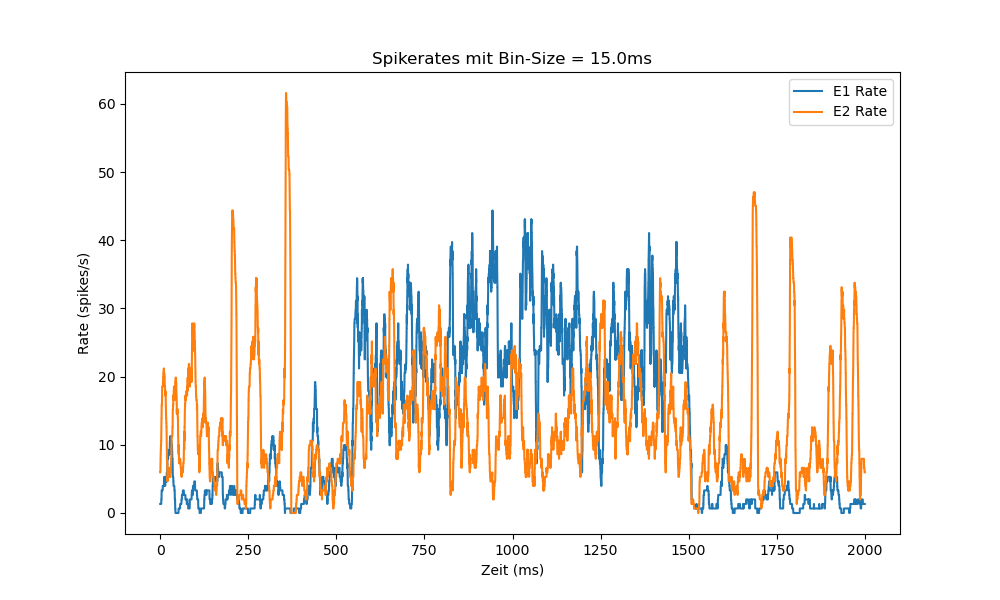 Spikerates mit Bin-Size = 15.0ms
E1 Rate
E2 Rate
Rate (spikes/s)
60
50
40
30
20
10
0
0 250 500 750 1000 1250 1500 1750 2000
Zeit (ms)